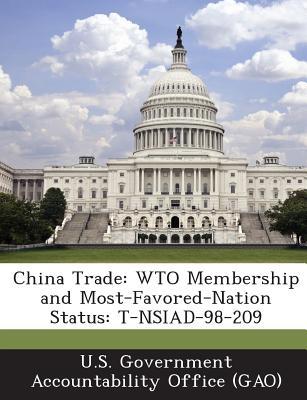 China Trade: WTO Membership
and Most-Favored-Nation
Status: T-NSIAD-98-209
U.S. Government
Accountability Office (GAO)